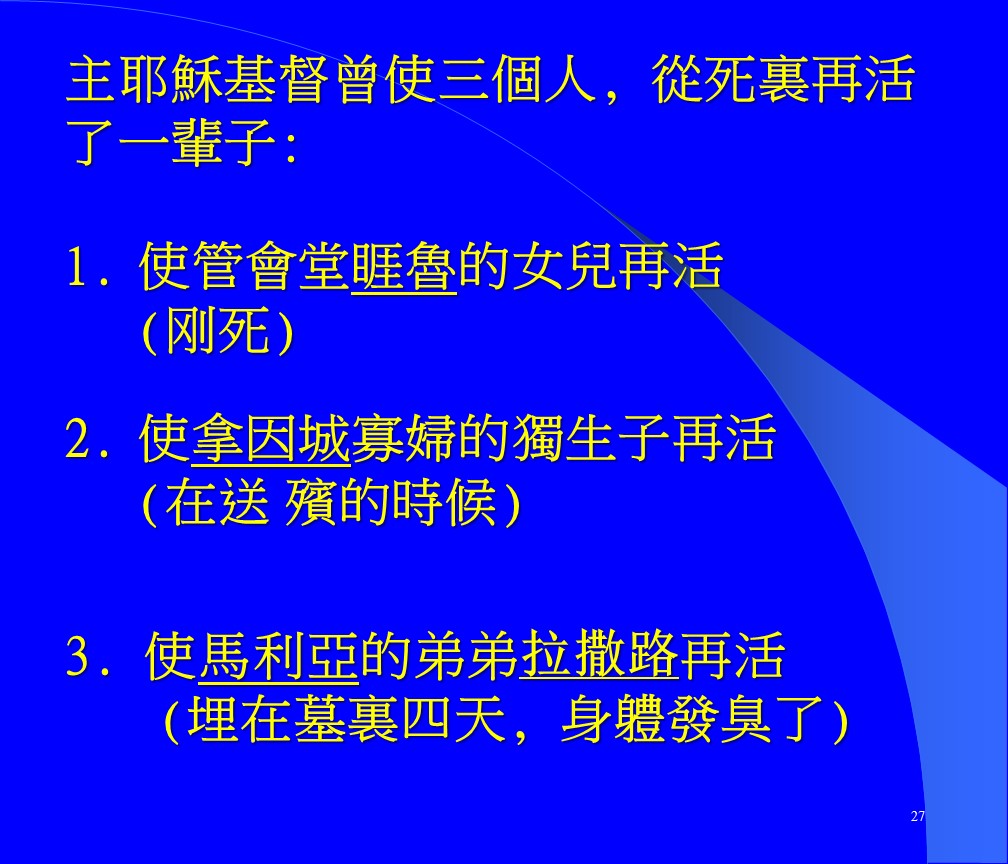 主耶穌基督曾使三個人，從死裏再活
了一輩子：
1. 使管會堂睚魯的女兒再活
(刚死)
2. 使拿因城寡婦的獨生子再活
(在送 殯的時候)
3. 使馬利亞的弟弟拉撒路再活
(埋在墓裏四天，身軆發臭了)
27